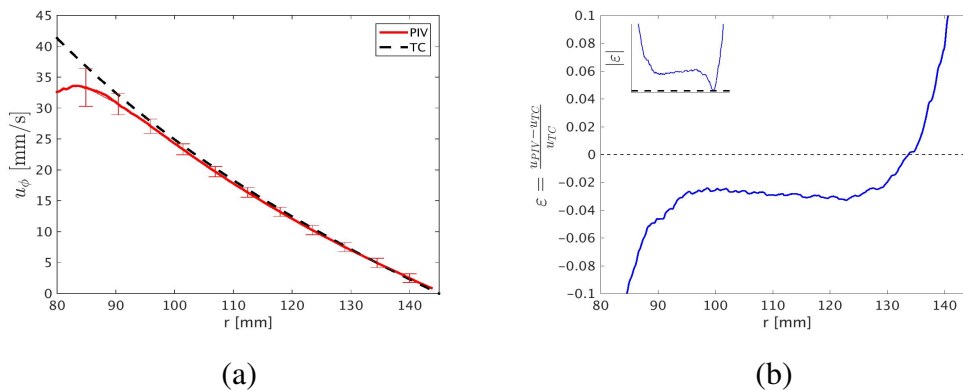 45
40
35
30
25
20
15
10
5
0
u_ϕ [mm/s]
PIV
TC
80 90 100 110 120 130 140
r [mm]
(a)
0.1
0.08
0.06
0.04
0.02
0
−0.02
−0.04
−0.06
−0.08
−0.1
ε = (u_PIV − u_TC)/u_TC
|ε|
80 90 100 110 120 130 140
r [mm]
(b)